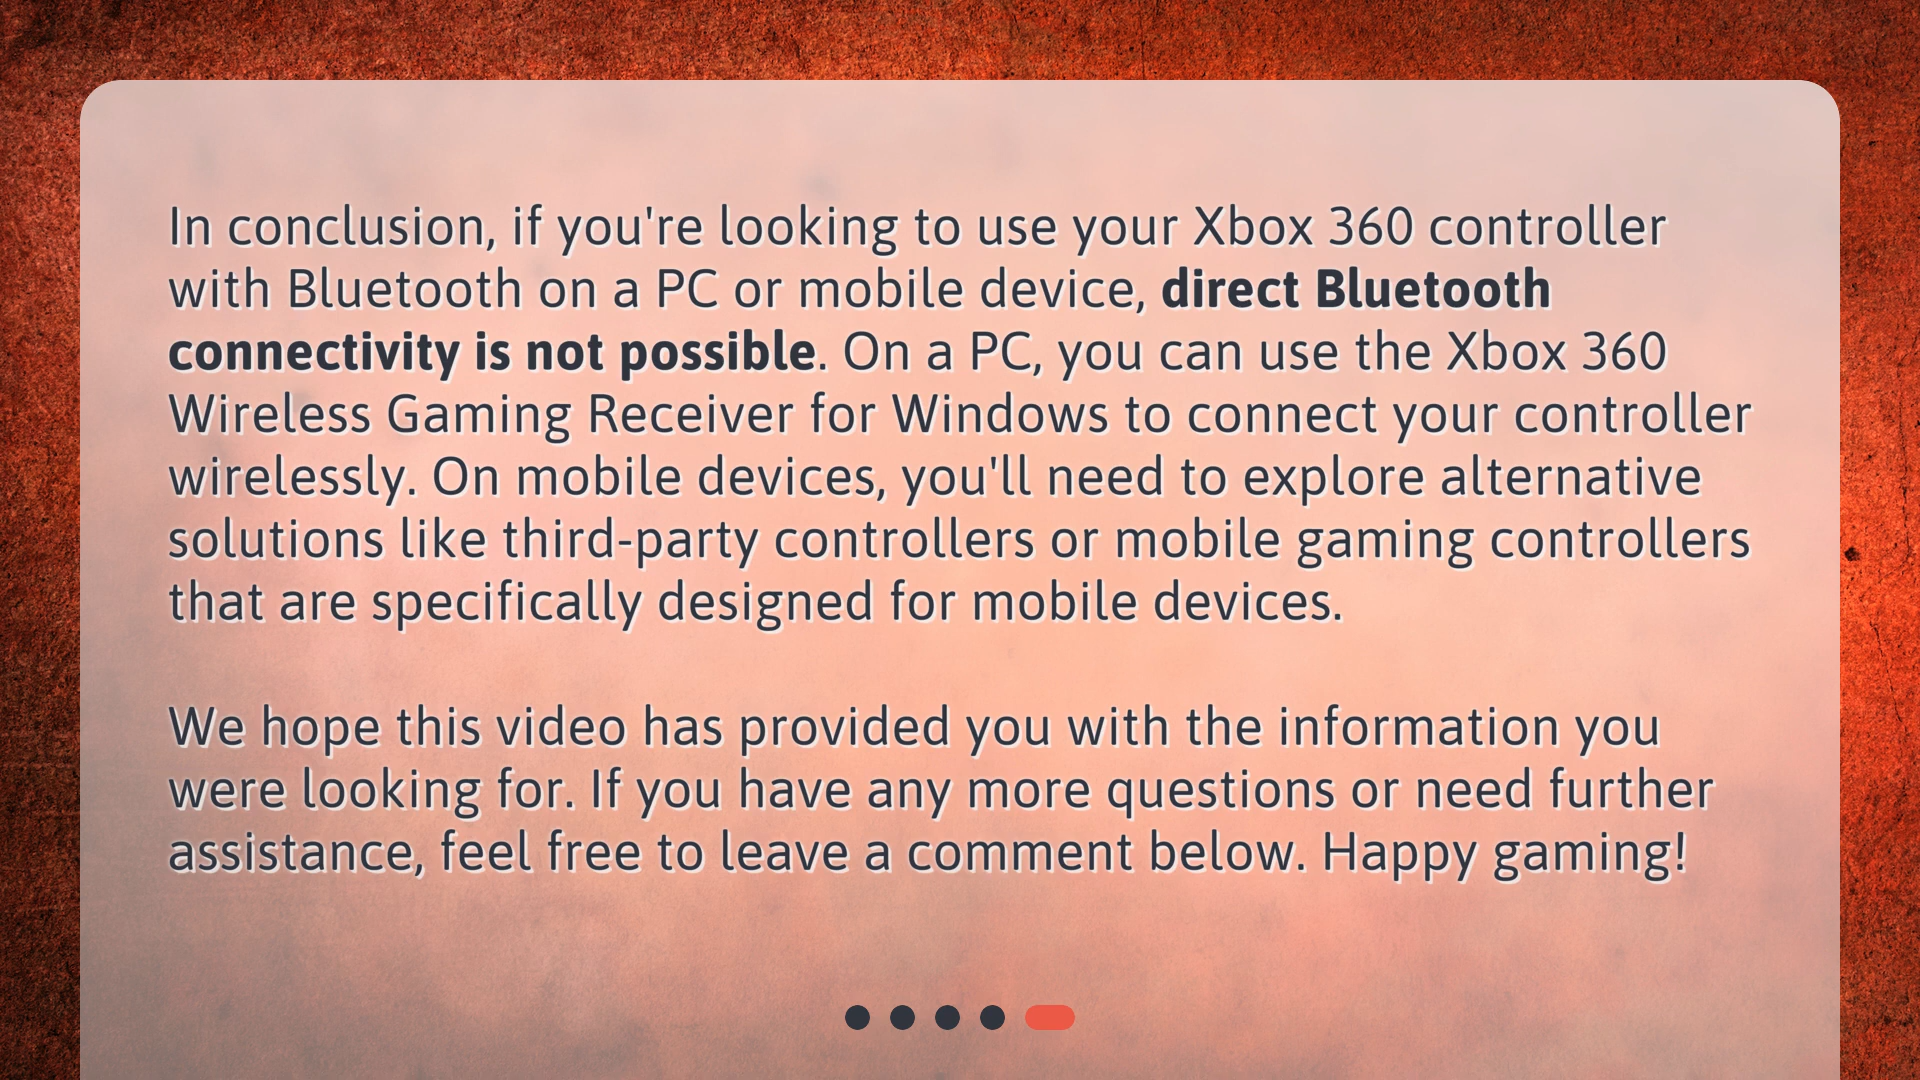 In conclusion, if you're looking to use your Xbox 360 controller
with Bluetooth on a PC or mobile device, direct Bluetooth
connectivity is not possible. On a PC, you can use the Xbox 360
Wireless Gaming Receiver for Windows to connect your controller
wirelessly. On mobile devices, you'll need to explore alternative
solutions like third-party controllers or mobile gaming controllers
that are specifically designed for mobile devices.
We hope this video has provided you with the information you
were looking for. If you have any more questions or need further
assistance, feel free to leave a comment below. Happy gaming!